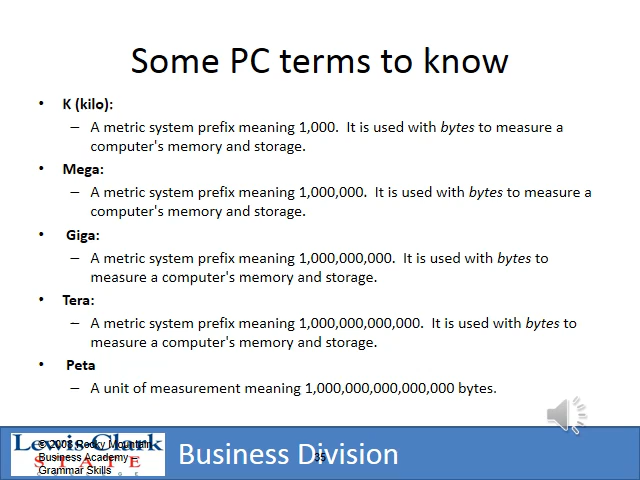 Some PC terms to know
• K (kilo):
– A metric system prefix meaning 1,000. It is used with bytes to measure a
computer's memory and storage.
• Mega:
– A metric system prefix meaning 1,000,000. It is used with bytes to measure a
computer's memory and storage.
• Giga:
– A metric system prefix meaning 1,000,000,000. It is used with bytes to
measure a computer's memory and storage.
• Tera:
– A metric system prefix meaning 1,000,000,000,000. It is used with bytes to
measure a computer's memory and storage.
• Peta
– A unit of measurement meaning 1,000,000,000,000,000 bytes.
Lewis-Clark
STATE
© Rocky Mountain
Business Academy
Grammar Skills
Business Division